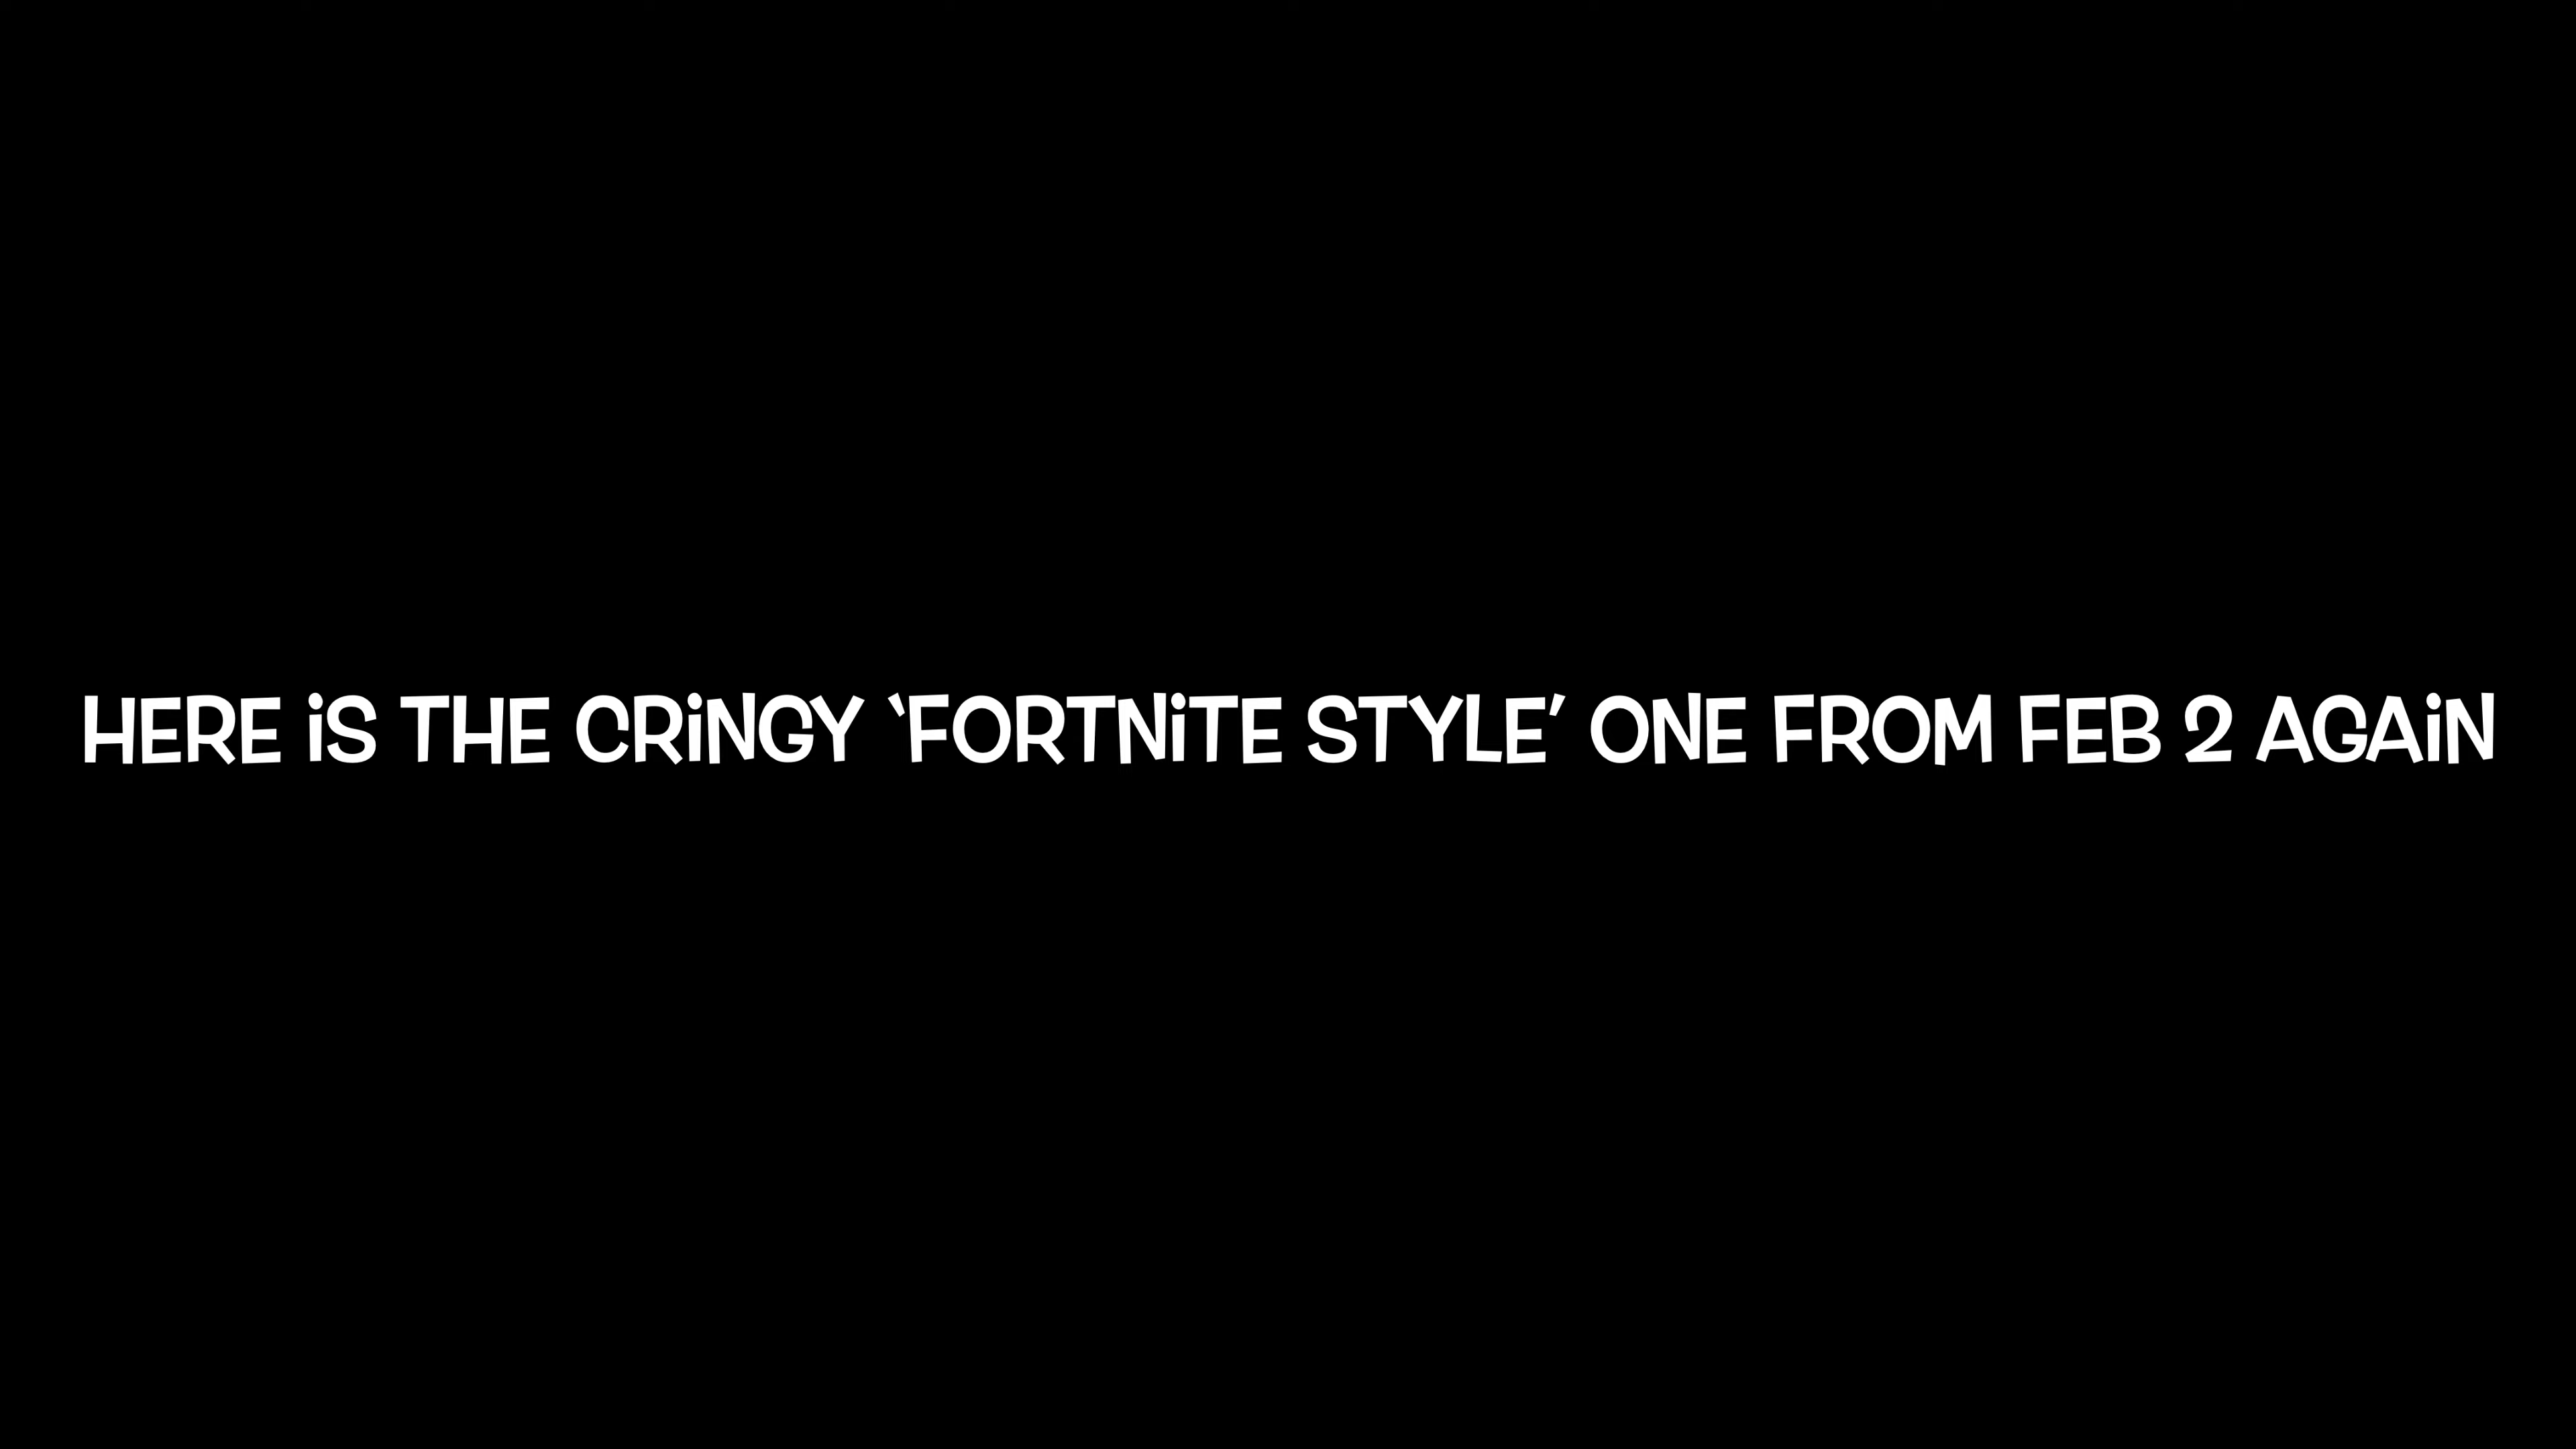 HERE iS THE CRiNGY ‘FORTNiTE STYLE’ ONE FROM FEB 2 AGAiN